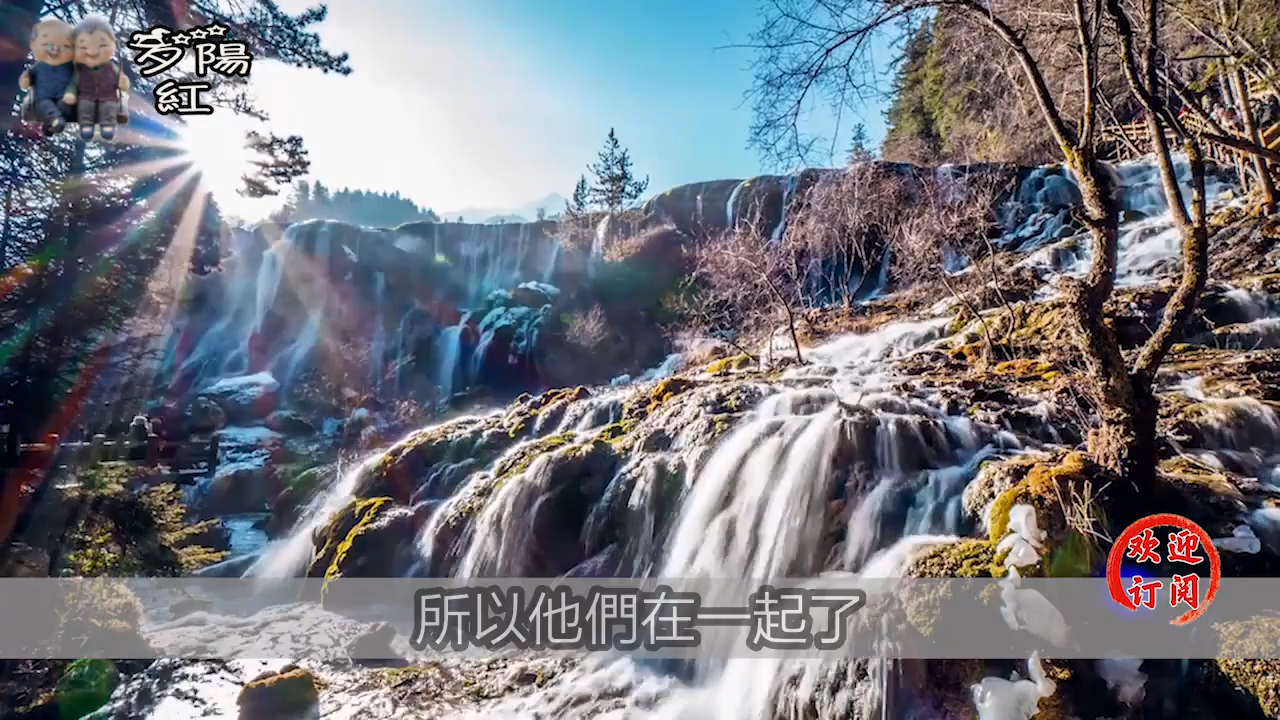 夕陽
紅
欢迎
订阅
所以他們在一起了